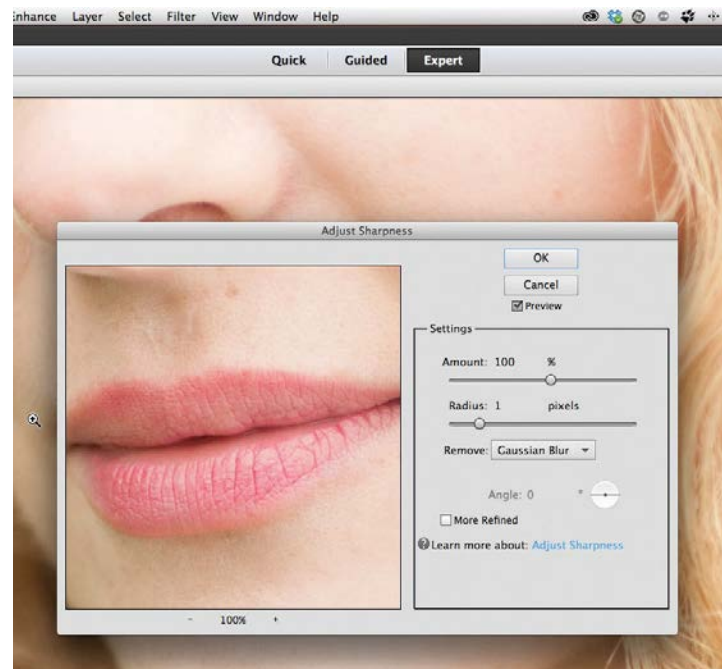 Enhance Layer Select Filter View Window Help
Quick Guided Expert
Adjust Sharpness
OK
Cancel
Preview
Settings
Amount: 100 %
Radius: 1 pixels
Remove: Gaussian Blur
Angle: 0 °
More Refined
? Learn more about: Adjust Sharpness
- 100% +